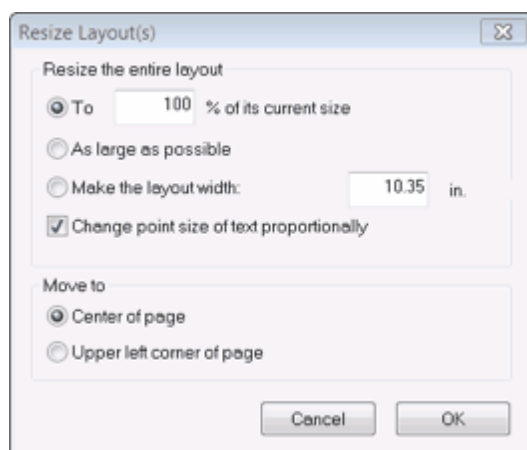 Resize Layout(s)
Resize the entire layout
To 100 % of its current size
As large as possible
Make the layout width: 10.35 in.
Change point size of text proportionally
Move to
Center of page
Upper left corner of page
Cancel OK